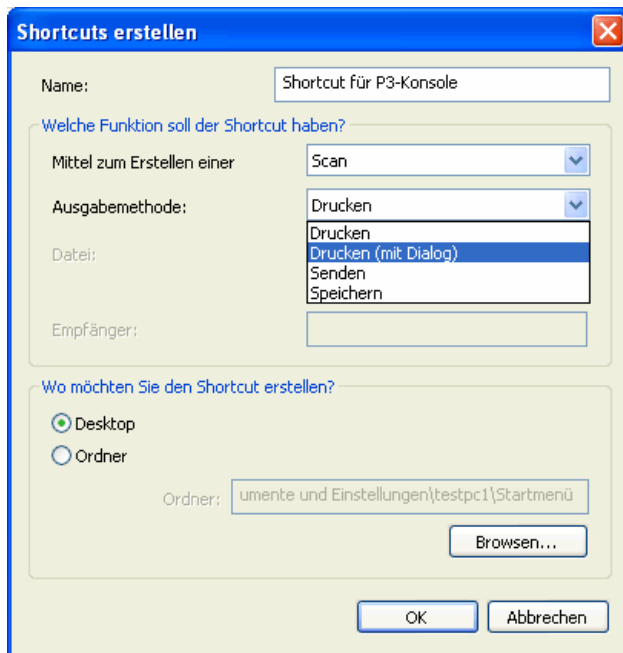 Shortcuts erstellen
Name: Shortcut für P3-Konsole
Welche Funktion soll der Shortcut haben?
Mittel zum Erstellen einer Scan
Ausgabemethode: Drucken
Drucken
Drucken (mit Dialog)
Datei:
Senden
Speichern
Empfänger:
Wo möchten Sie den Shortcut erstellen?
Desktop
Ordner
Ordner: umente und Einstellungen\testpc1\Startmenü
Browsen...
OK Abbrechen